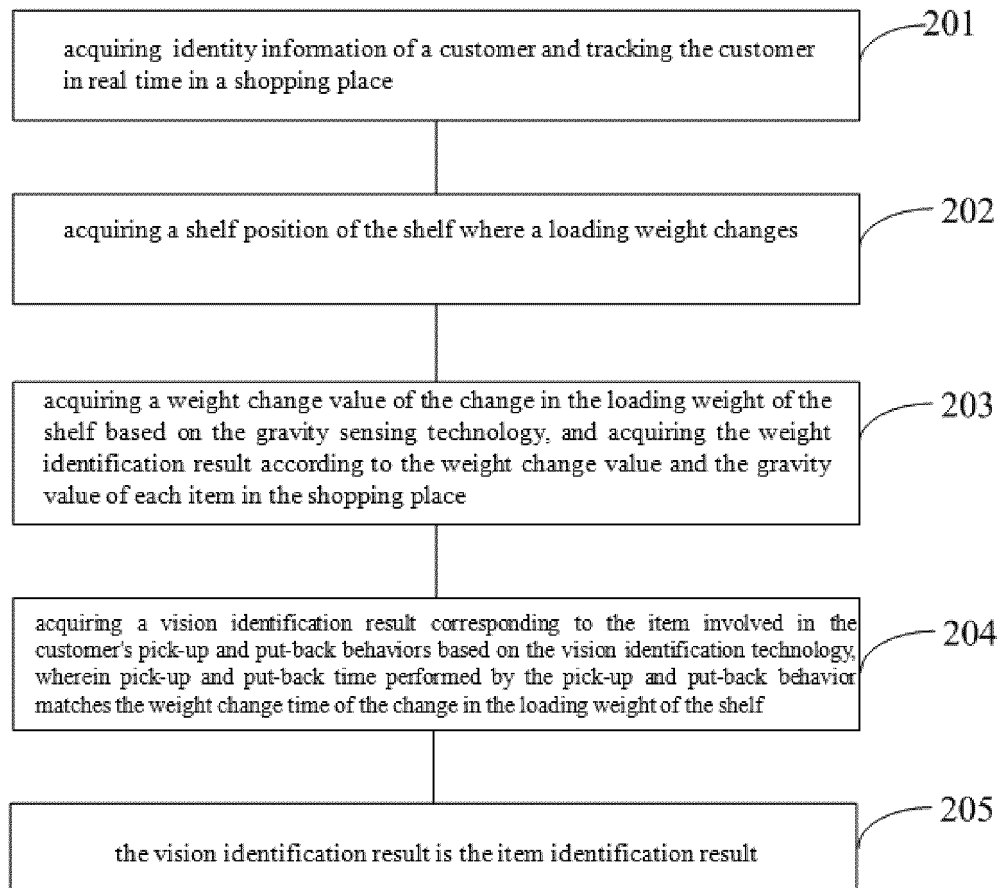 acquiring identity information of a customer and tracking the customer
in real time in a shopping place
201
acquiring a shelf position of the shelf where a loading weight changes
202
acquiring a weight change value of the change in the loading weight of the
shelf based on the gravity sensing technology, and acquiring the weight
identification result according to the weight change value and the gravity
value of each item in the shopping place
203
acquiring a vision identification result corresponding to the item involved in the
customer's pick-up and put-back behaviors based on the vision identification technology,
wherein pick-up and put-back time performed by the pick-up and put-back behavior
matches the weight change time of the change in the loading weight of the shelf
204
the vision identification result is the item identification result
205